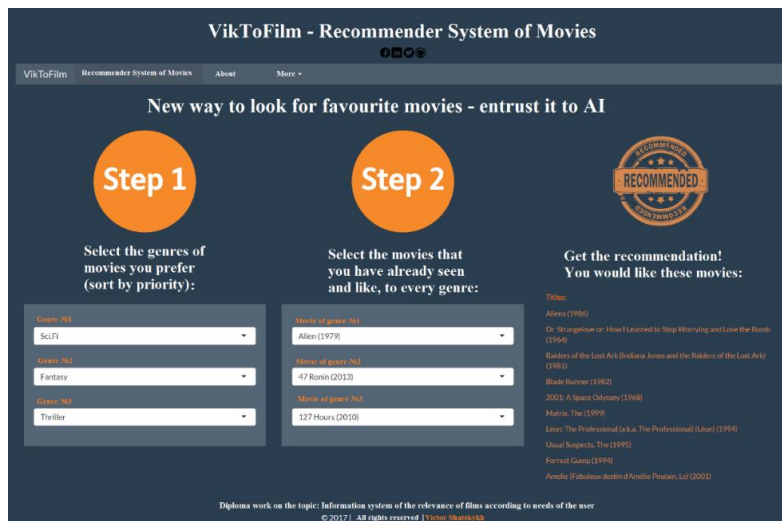 VikToFilm - Recommender System of Movies
VikToFilm
Recommender System of Movies
About
More
New way to look for favourite movies - entrust it to AI
Step 1
Select the genres of
movies you prefer
(sort by priority):
Genre №1
Sci.Fi
Genre №2
Fantasy
Genre №3
Thriller
Step 2
Select the movies that
you have already seen
and like, to every genre:
Movie of genre №1
Alien (1979)
Movie of genre №2
47 Ronin (2013)
Movie of genre №3
127 Hours (2010)
RECOMMENDED
RECOMMENDED
RECOMMENDED
Get the recommendation!
You would like these movies:
Titles:
Aliens (1986)
Dr. Strangelove or: How I Learned to Stop Worrying and Love the Bomb
(1964)
Raiders of the Lost Ark (Indiana Jones and the Raiders of the Lost Ark)
(1981)
Blade Runner (1982)
2001: A Space Odyssey (1968)
Matrix, The (1999)
Léon: The Professional (a.k.a. The Professional) (Léon) (1994)
Usual Suspects, The (1995)
Forrest Gump (1994)
Amelie (Fabuleux destin d'Amélie Poulain, Le) (2001)
Diploma work on the topic: Information system of the relevance of films according to needs of the user
© 2017 | All rights reserved | Victor Shatskykh